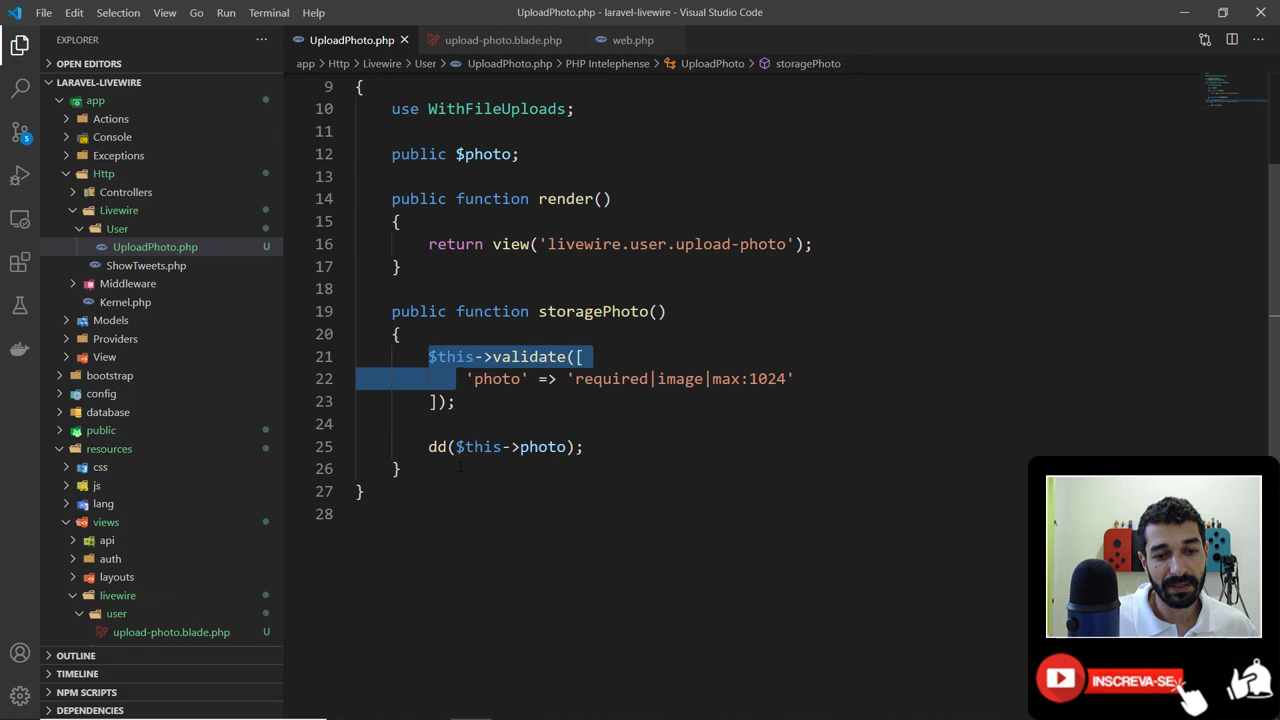 File Edit Selection View Go Run Terminal Help
UploadPhoto.php - laravel-livewire - Visual Studio Code
EXPLORER
OPEN EDITORS
LARAVEL-LIVEWIRE
app
Actions
Console
Exceptions
Http
Controllers
Livewire
User
UploadPhoto.php U
ShowTweets.php
Middleware
Kernel.php
Models
Providers
View
bootstrap
config
database
public
resources
css
js
lang
views
api
auth
layouts
livewire
user
upload-photo.blade.php U
OUTLINE
TIMELINE
NPM SCRIPTS
DEPENDENCIES
5
UploadPhoto.php upload-photo.blade.php web.php
app > Http > Livewire > User > UploadPhoto.php > PHP Intelephense > UploadPhoto > storagePhoto
9 {
10 use WithFileUploads;
11
12 public $photo;
13
14 public function render()
15 {
16 return view('livewire.user.upload-photo');
17 }
18
19 public function storagePhoto()
20 {
21 $this->validate([
22 'photo' => 'required|image|max:1024'
23 ]);
24
25 dd($this->photo);
26 }
27 }
28
INSCREVA-SE